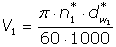 V₁ = π · n₁* · d*w₁ / 60 · 1000